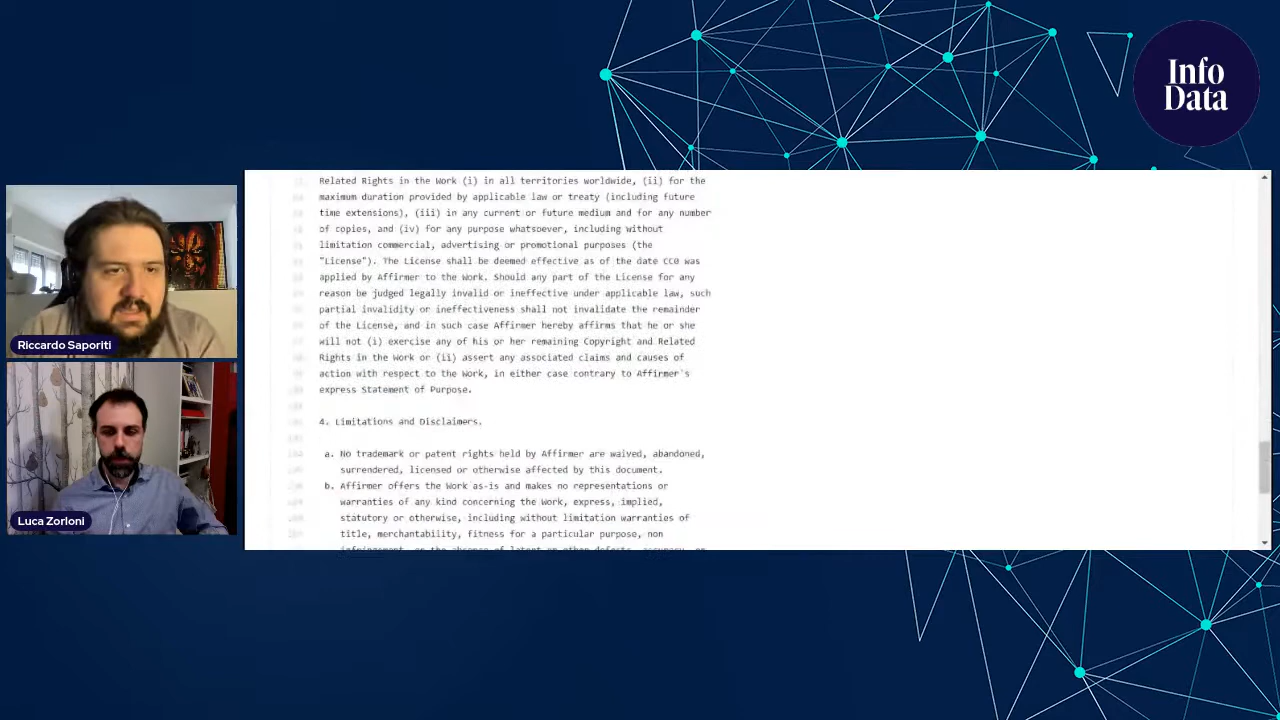 Info
Data
Related Rights in the Work (i) in all territories worldwide, (ii) for the
maximum duration provided by applicable law or treaty (including future
time extensions), (iii) in any current or future medium and for any number
of copies, and (iv) for any purpose whatsoever, including without
limitation commercial, advertising or promotional purposes (the
"License"). The License shall be deemed effective as of the date CC0 was
applied by Affirmer to the Work. Should any part of the License for any
reason be judged legally invalid or ineffective under applicable law, such
partial invalidity or ineffectiveness shall not invalidate the remainder
of the License, and in such case Affirmer hereby affirms that he or she
will not (i) exercise any of his or her remaining Copyright and Related
Rights in the Work or (ii) assert any associated claims and causes of
action with respect to the Work, in either case contrary to Affirmer's
express Statement of Purpose.
4. Limitations and Disclaimers.
a. No trademark or patent rights held by Affirmer are waived, abandoned,
surrendered, licensed or otherwise affected by this document.
b. Affirmer offers the Work as-is and makes no representations or
warranties of any kind concerning the Work, express, implied,
statutory or otherwise, including without limitation warranties of
title, merchantability, fitness for a particular purpose, non
Riccardo Saporiti
Luca Zorloni